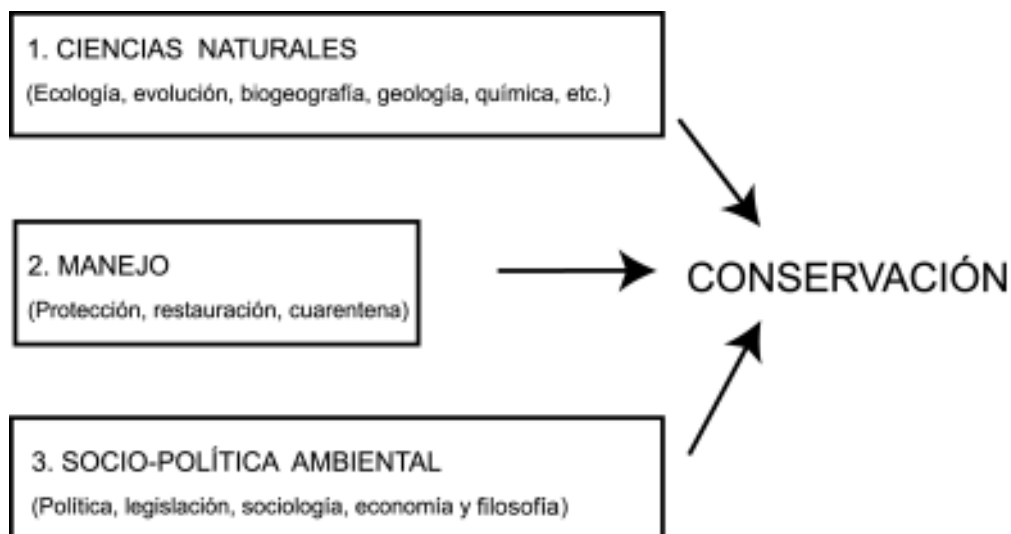 1. CIENCIAS NATURALES
(Ecología, evolución, biogeografía, geología, química, etc.)
2. MANEJO
(Protección, restauración, cuarentena)
CONSERVACIÓN
3. SOCIO-POLÍTICA AMBIENTAL
(Política, legislación, sociología, economía y filosofía)